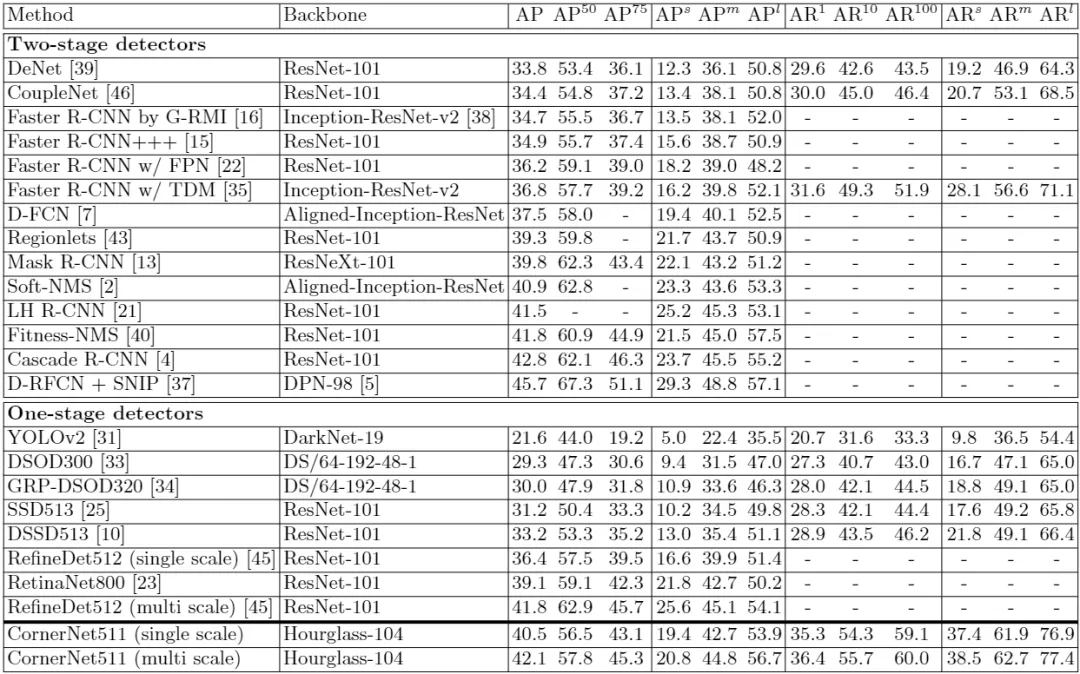 Method Backbone AP AP50 AP75 APs APm APl AR1 AR10 AR100 ARs ARm ARl
Two-stage detectors
DeNet [39] ResNet-101 33.8 53.4 36.1 12.3 36.1 50.8 29.6 42.6 43.5 19.2 46.9 64.3
CoupleNet [46] ResNet-101 34.4 54.8 37.2 13.4 38.1 50.8 30.0 45.0 46.4 20.7 53.1 68.5
Faster R-CNN by G-RMI [16] Inception-ResNet-v2 [38] 34.7 55.5 36.7 13.5 38.1 52.0 - - - - - -
Faster R-CNN+++ [15] ResNet-101 34.9 55.7 37.4 15.6 38.7 50.9 - - - - - -
Faster R-CNN w/ FPN [22] ResNet-101 36.2 59.1 39.0 18.2 39.0 48.2 - - - - - -
Faster R-CNN w/ TDM [35] Inception-ResNet-v2 36.8 57.7 39.2 16.2 39.8 52.1 31.6 49.3 51.9 28.1 56.6 71.1
D-FCN [7] Aligned-Inception-ResNet 37.5 58.0 - 19.4 40.1 52.5 - - - - - -
Regionlets [43] ResNet-101 39.3 59.8 - 21.7 43.7 50.9 - - - - - -
Mask R-CNN [13] ResNeXt-101 39.8 62.3 43.4 22.1 43.2 51.2 - - - - - -
Soft-NMS [2] Aligned-Inception-ResNet 40.9 62.8 - 23.3 43.6 53.3 - - - - - -
LH R-CNN [21] ResNet-101 41.5 - - 25.2 45.3 53.1 - - - - - -
Fitness-NMS [40] ResNet-101 41.8 60.9 44.9 21.5 45.0 57.5 - - - - - -
Cascade R-CNN [4] ResNet-101 42.8 62.1 46.3 23.7 45.5 55.2 - - - - - -
D-RFCN + SNIP [37] DPN-98 [5] 45.7 67.3 51.1 29.3 48.8 57.1 - - - - - -
One-stage detectors
YOLOv2 [31] DarkNet-19 21.6 44.0 19.2 5.0 22.4 35.5 20.7 31.6 33.3 9.8 36.5 54.4
DSOD300 [33] DS/64-192-48-1 29.3 47.3 30.6 9.4 31.5 47.0 27.3 40.7 43.0 16.7 47.1 65.0
GRP-DSOD320 [34] DS/64-192-48-1 30.0 47.9 31.8 10.9 33.6 46.3 28.0 42.1 44.5 18.8 49.1 65.0
SSD513 [25] ResNet-101 31.2 50.4 33.3 10.2 34.5 49.8 28.3 42.1 44.4 17.6 49.2 65.8
DSSD513 [10] ResNet-101 33.2 53.3 35.2 13.0 35.4 51.1 28.9 43.5 46.2 21.8 49.1 66.4
RefineDet512 (single scale) [45] ResNet-101 36.4 57.5 39.5 16.6 39.9 51.4 - - - - - -
RetinaNet800 [23] ResNet-101 39.1 59.1 42.3 21.8 42.7 50.2 - - - - - -
RefineDet512 (multi scale) [45] ResNet-101 41.8 62.9 45.7 25.6 45.1 54.1 - - - - - -
CornerNet511 (single scale) Hourglass-104 40.5 56.5 43.1 19.4 42.7 53.9 35.3 54.3 59.1 37.4 61.9 76.9
CornerNet511 (multi scale) Hourglass-104 42.1 57.8 45.3 20.8 44.8 56.7 36.4 55.7 60.0 38.5 62.7 77.4